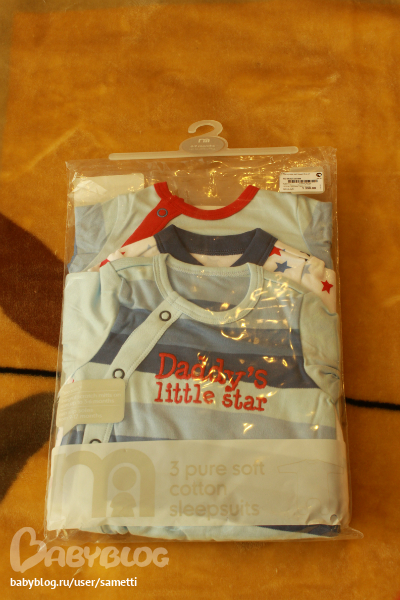 Daddy's
little star
3 pure soft
cotton
sleepsuits
BABYBLOG
babyblog.ru/user/sametti